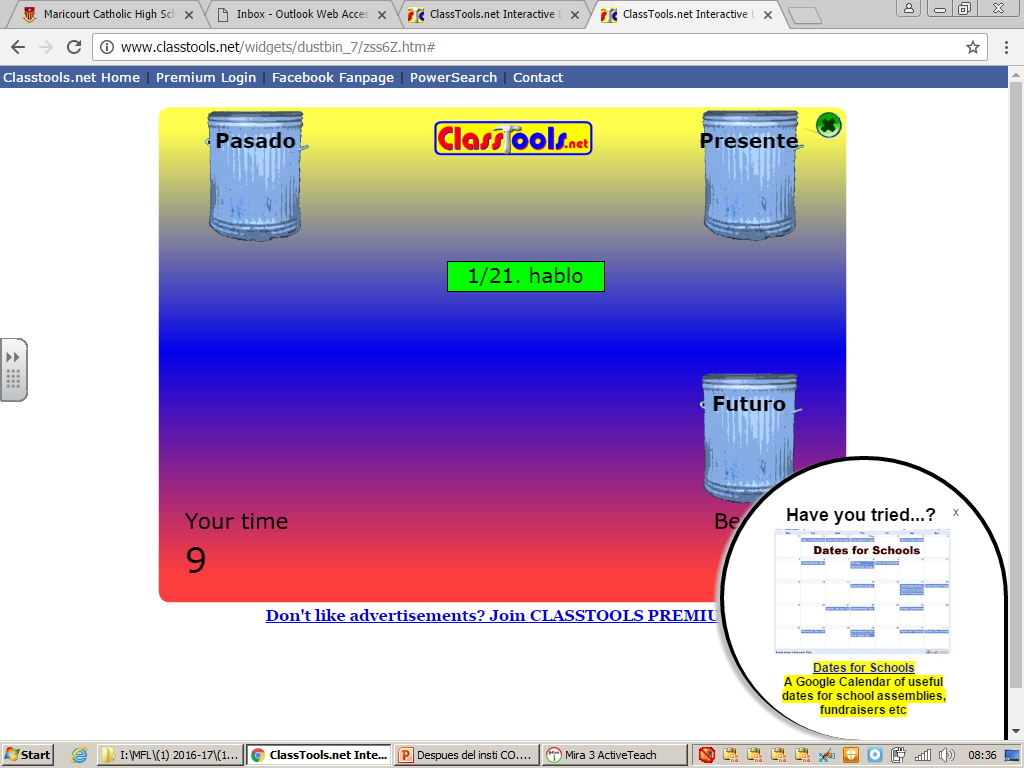 Maricourt Catholic High Sch
Inbox - Outlook Web Acces
ClassTools.net Interactive L
ClassTools.net Interactive L
www.classtools.net/widgets/dustbin_7/zss6Z.htm#
Classtools.net Home | Premium Login | Facebook Fanpage | PowerSearch | Contact
Pasado
ClassTools.net
Presente
1/21. hablo
Futuro
Your time
Be
9
Don't like advertisements? Join CLASSTOOLS PREMIU
Have you tried...?
x
Dates for Schools
Dates for Schools
A Google Calendar of useful
dates for school assemblies,
fundraisers etc
Start
I:\MFL\(1) 2016-17\(1...
ClassTools.net Inte...
Despues del insti CO....
Mira 3 ActiveTeach
08:36